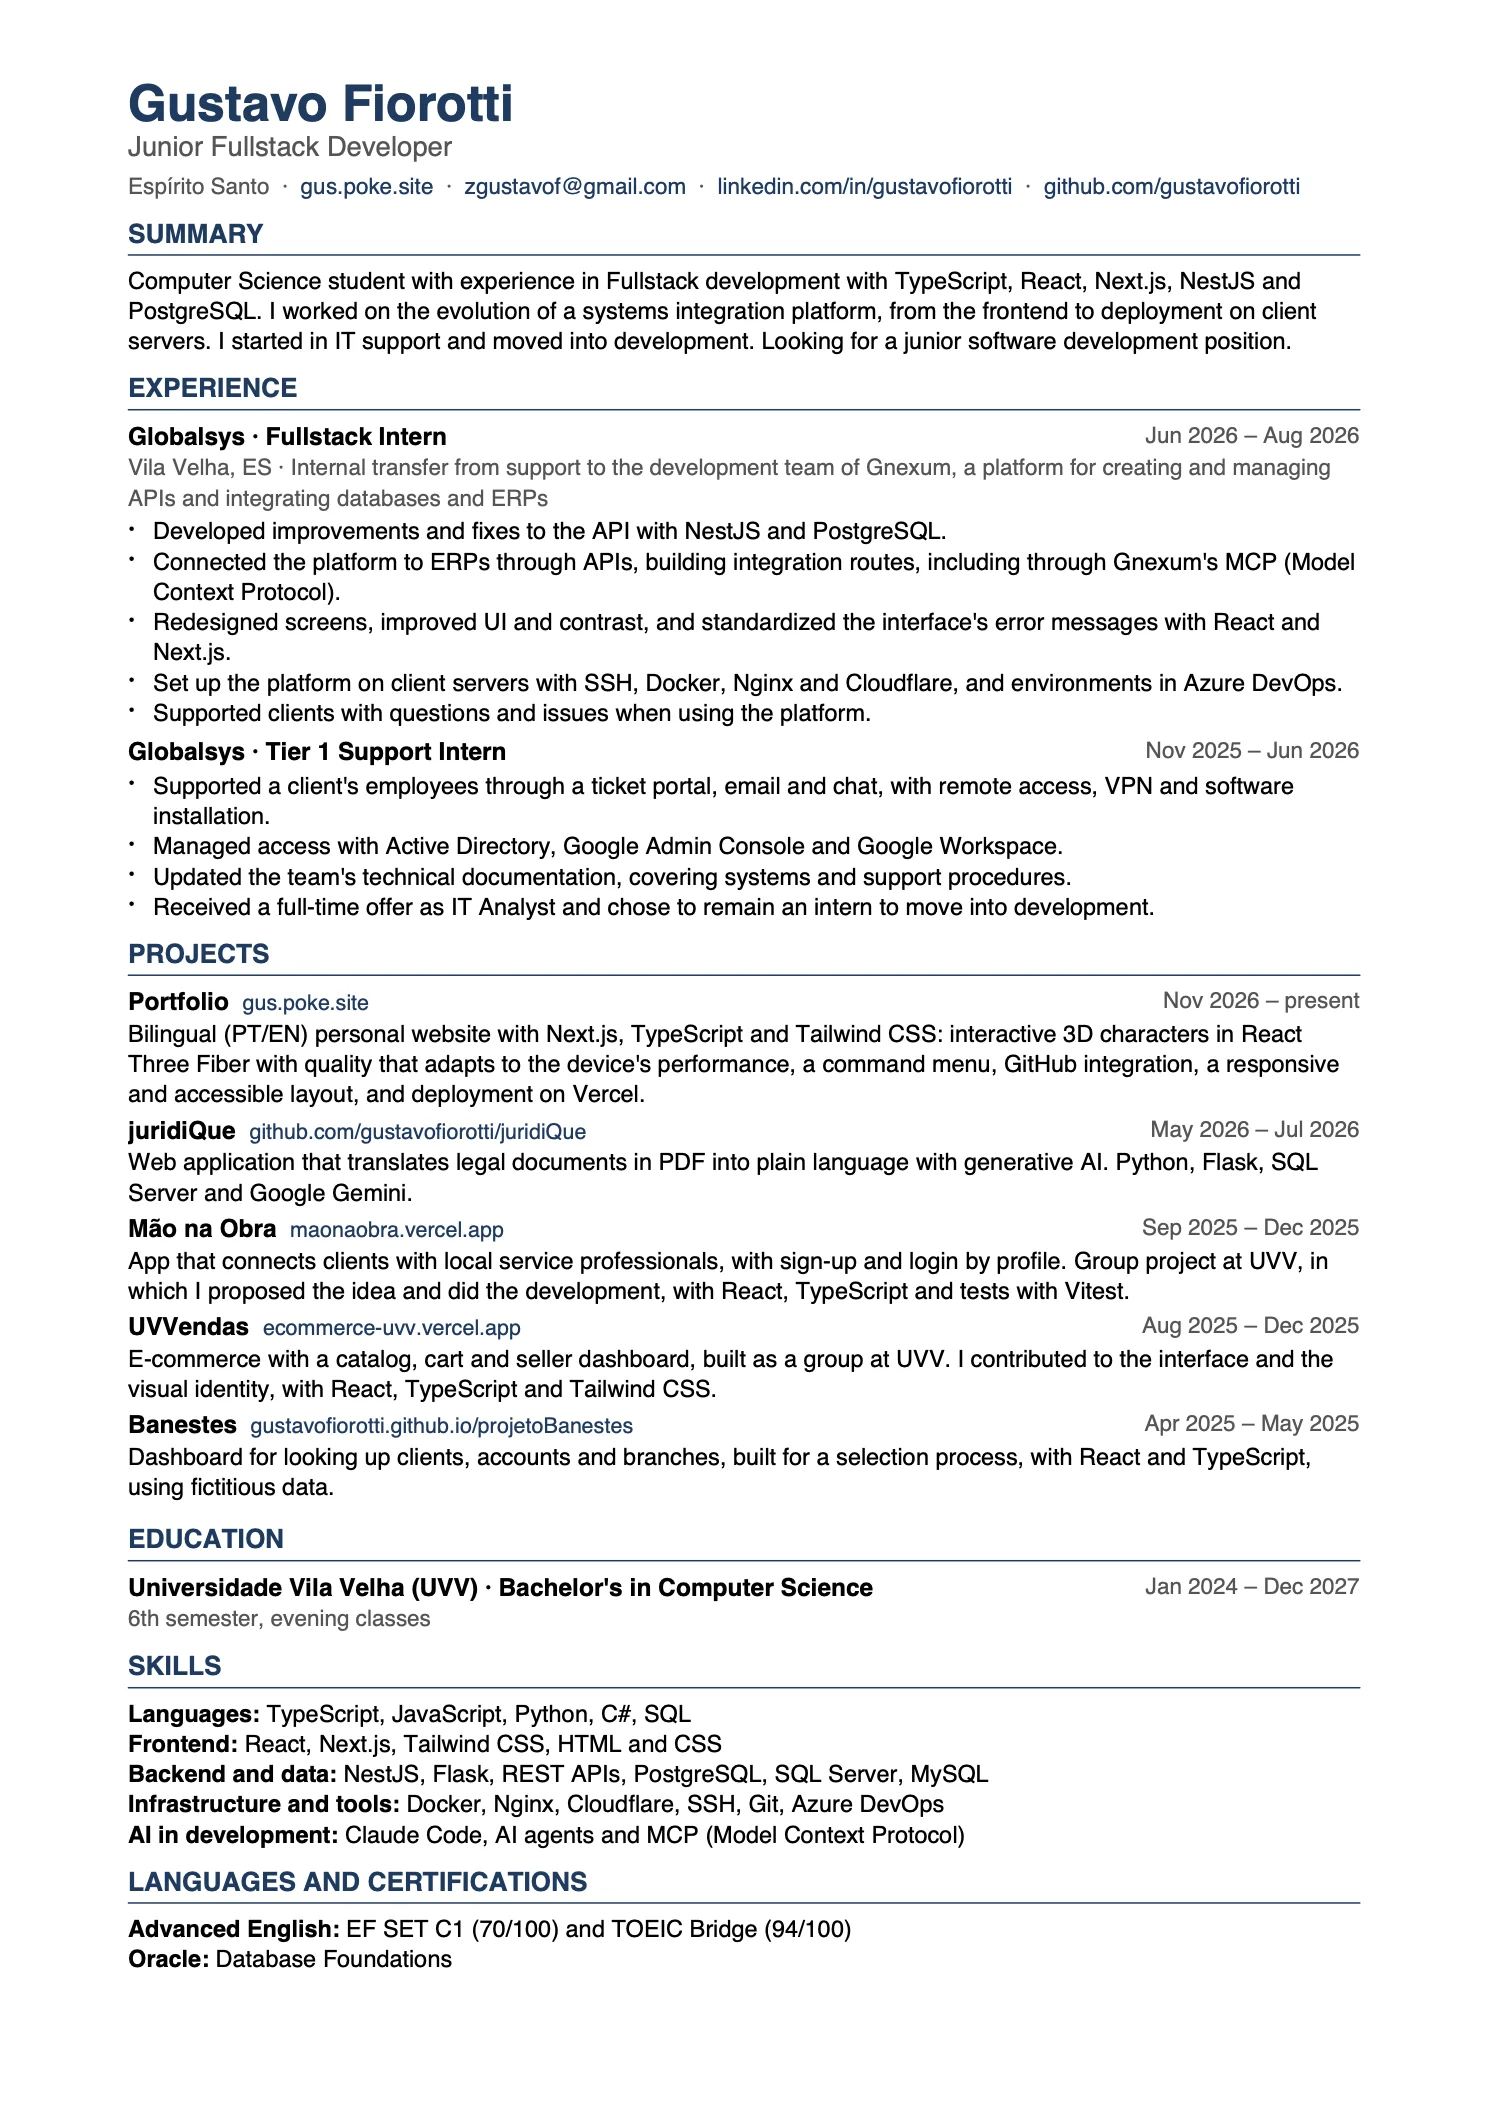 Gustavo Fiorotti
Junior Fullstack Developer
Espírito Santo · gus.poke.site · zgustavof@gmail.com · linkedin.com/in/gustavofiorotti · github.com/gustavofiorotti
SUMMARY
Computer Science student with experience in Fullstack development with TypeScript, React, Next.js, NestJS and
PostgreSQL. I worked on the evolution of a systems integration platform, from the frontend to deployment on client
servers. I started in IT support and moved into development. Looking for a junior software development position.
EXPERIENCE
Globalsys · Fullstack Intern Jun 2026 – Aug 2026
Vila Velha, ES · Internal transfer from support to the development team of Gnexum, a platform for creating and managing
APIs and integrating databases and ERPs
• Developed improvements and fixes to the API with NestJS and PostgreSQL.
• Connected the platform to ERPs through APIs, building integration routes, including through Gnexum's MCP (Model
Context Protocol).
• Redesigned screens, improved UI and contrast, and standardized the interface's error messages with React and
Next.js.
• Set up the platform on client servers with SSH, Docker, Nginx and Cloudflare, and environments in Azure DevOps.
• Supported clients with questions and issues when using the platform.
Globalsys · Tier 1 Support Intern Nov 2025 – Jun 2026
• Supported a client's employees through a ticket portal, email and chat, with remote access, VPN and software
installation.
• Managed access with Active Directory, Google Admin Console and Google Workspace.
• Updated the team's technical documentation, covering systems and support procedures.
• Received a full-time offer as IT Analyst and chose to remain an intern to move into development.
PROJECTS
Portfolio gus.poke.site Nov 2026 – present
Bilingual (PT/EN) personal website with Next.js, TypeScript and Tailwind CSS: interactive 3D characters in React
Three Fiber with quality that adapts to the device's performance, a command menu, GitHub integration, a responsive
and accessible layout, and deployment on Vercel.
juridiQue github.com/gustavofiorotti/juridiQue May 2026 – Jul 2026
Web application that translates legal documents in PDF into plain language with generative AI. Python, Flask, SQL
Server and Google Gemini.
Mão na Obra maonaobra.vercel.app Sep 2025 – Dec 2025
App that connects clients with local service professionals, with sign-up and login by profile. Group project at UVV, in
which I proposed the idea and did the development, with React, TypeScript and tests with Vitest.
UVVendas ecommerce-uvv.vercel.app Aug 2025 – Dec 2025
E-commerce with a catalog, cart and seller dashboard, built as a group at UVV. I contributed to the interface and the
visual identity, with React, TypeScript and Tailwind CSS.
Banestes gustavofiorotti.github.io/projetoBanestes Apr 2025 – May 2025
Dashboard for looking up clients, accounts and branches, built for a selection process, with React and TypeScript,
using fictitious data.
EDUCATION
Universidade Vila Velha (UVV) · Bachelor's in Computer Science Jan 2024 – Dec 2027
6th semester, evening classes
SKILLS
Languages: TypeScript, JavaScript, Python, C#, SQL
Frontend: React, Next.js, Tailwind CSS, HTML and CSS
Backend and data: NestJS, Flask, REST APIs, PostgreSQL, SQL Server, MySQL
Infrastructure and tools: Docker, Nginx, Cloudflare, SSH, Git, Azure DevOps
AI in development: Claude Code, AI agents and MCP (Model Context Protocol)
LANGUAGES AND CERTIFICATIONS
Advanced English: EF SET C1 (70/100) and TOEIC Bridge (94/100)
Oracle: Database Foundations